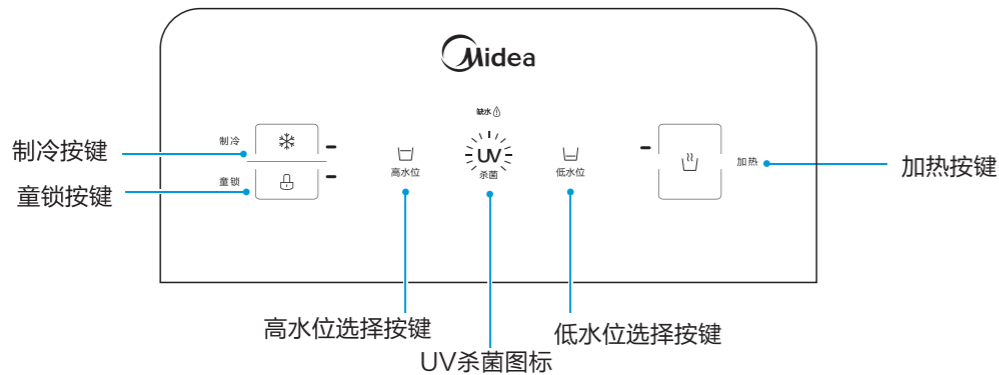 Midea
缺水
制冷
童锁
高水位
UV
杀菌
低水位
加热
制冷按键
童锁按键
加热按键
高水位选择按键
低水位选择按键
UV杀菌图标